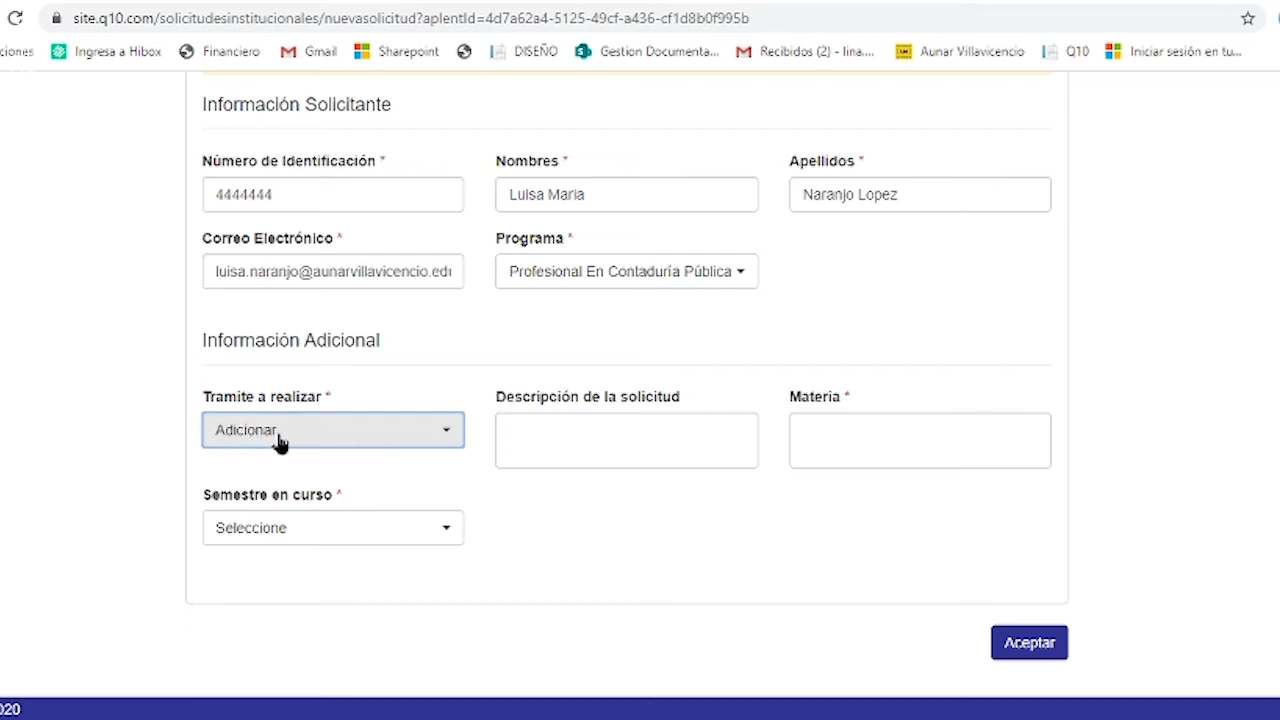 site.q10.com/solicitudesinstitucionales/nuevasolicitud?aplentId=4d7a62a4-5125-49cf-a436-cf1d8b0f995b
ciones Ingresa a Hibox Financiero Gmail Sharepoint DISEÑO Gestion Documenta... Recibidos (2) - lina.... Aunar Villavicencio Q10 Iniciar sesión en tu...
Información Solicitante
Número de Identificación * Nombres * Apellidos *
4444444 Luisa Maria Naranjo Lopez
Correo Electrónico * Programa *
luisa.naranjo@aunarvillavicencio.edu Profesional En Contaduría Pública
Información Adicional
Tramite a realizar * Descripción de la solicitud Materia *
Adicionar
Semestre en curso *
Seleccione
Aceptar
020